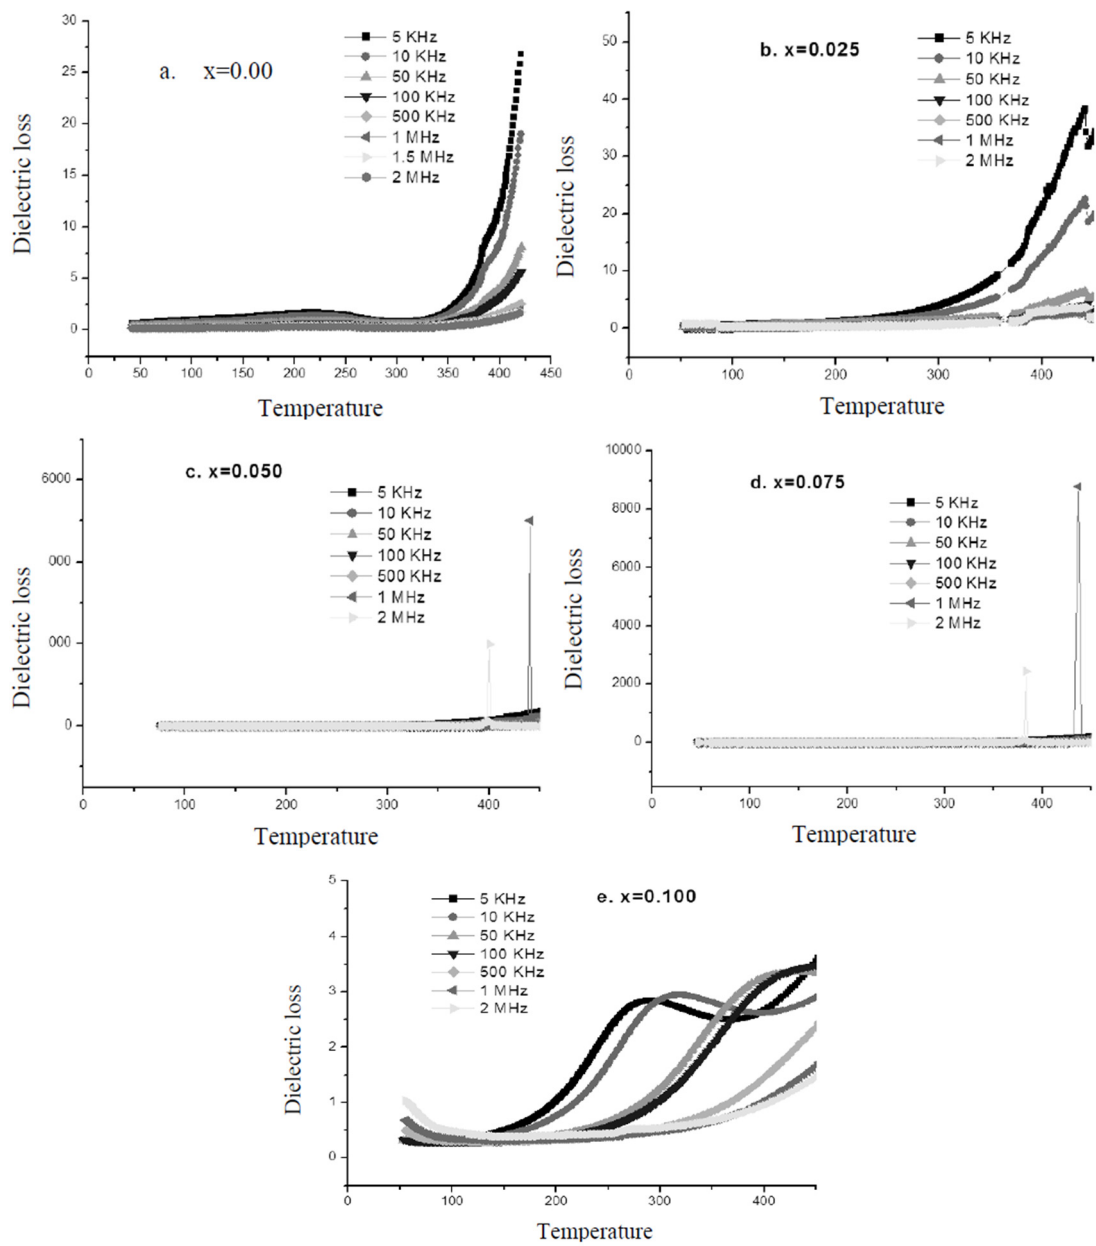 a. x=0.00
5 KHz
10 KHz
50 KHz
100 KHz
500 KHz
1 MHz
1.5 MHz
2 MHz
30
25
20
15
10
5
0
0 50 100 150 200 250 300 350 400 450
Dielectric loss
Temperature
b. x=0.025
5 KHz
10 KHz
50 KHz
100 KHz
500 KHz
1 MHz
2 MHz
50
40
30
20
10
0
0 100 200 300 400
Dielectric loss
Temperature
c. x=0.050
5 KHz
10 KHz
50 KHz
100 KHz
500 KHz
1 MHz
2 MHz
6000
000
000
0
0 100 200 300 400
Dielectric loss
Temperature
d. x=0.075
5 KHz
10 KHz
50 KHz
100 KHz
500 KHz
1 MHz
2 MHz
10000
8000
6000
4000
2000
0
0 100 200 300 400
Dielectric loss
Temperature
e. x=0.100
5 KHz
10 KHz
50 KHz
100 KHz
500 KHz
1 MHz
2 MHz
5
4
3
2
1
0
0 100 200 300 400
Dielectric loss
Temperature